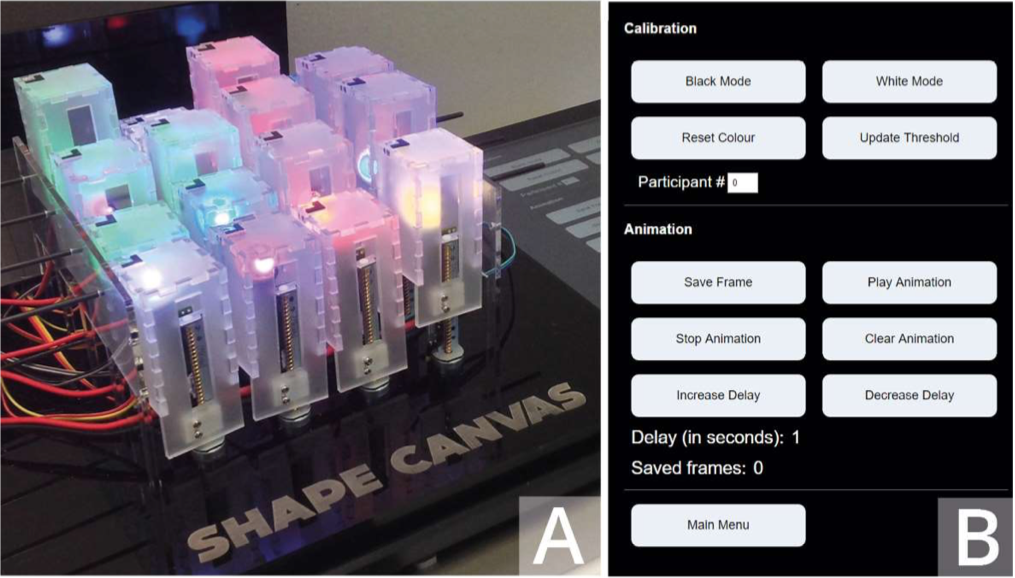 SHAPE CANVAS
A
Calibration
Black Mode
White Mode
Reset Colour
Update Threshold
Participant # 0
Animation
Save Frame
Play Animation
Stop Animation
Clear Animation
Increase Delay
Decrease Delay
Delay (in seconds): 1
Saved frames: 0
Main Menu
B